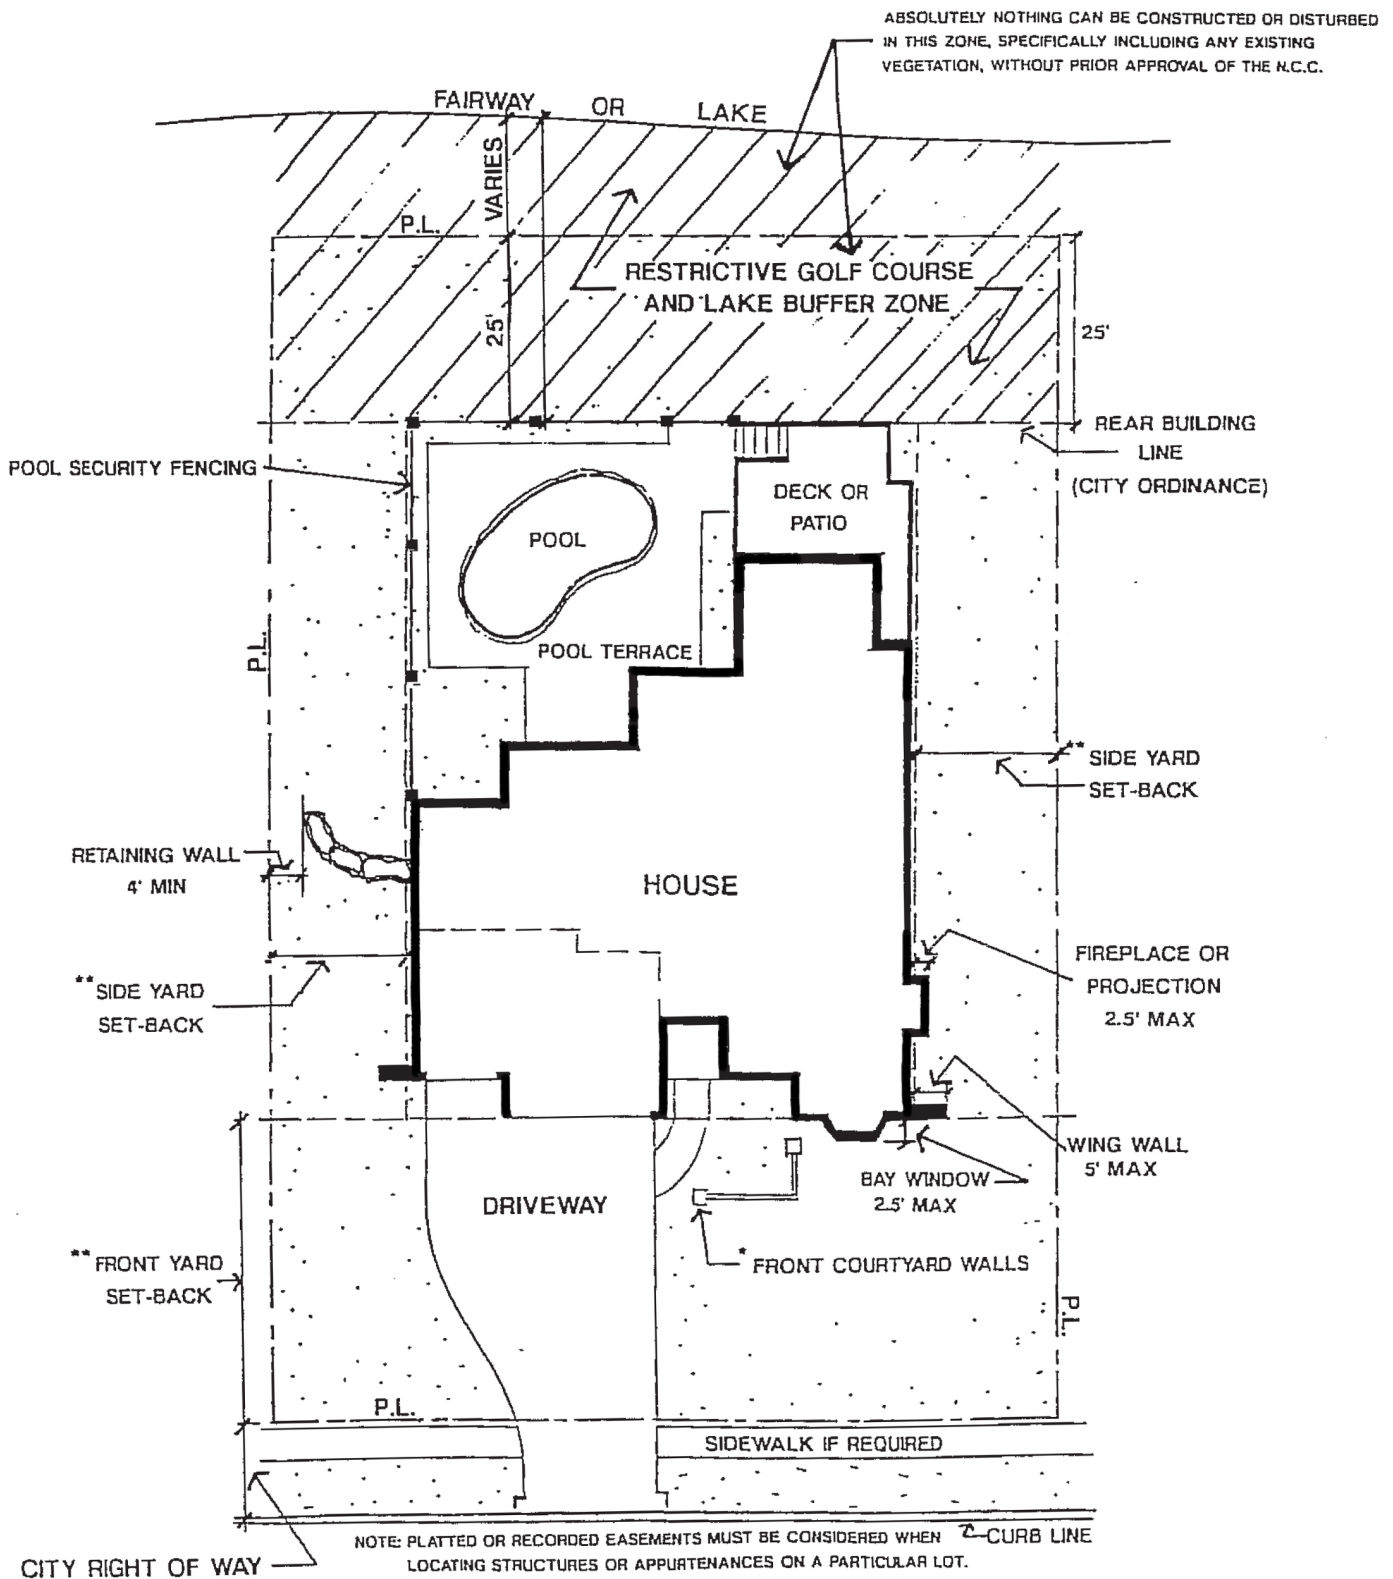 ABSOLUTELY NOTHING CAN BE CONSTRUCTED OR DISTURBED
IN THIS ZONE, SPECIFICALLY INCLUDING ANY EXISTING
VEGETATION, WITHOUT PRIOR APPROVAL OF THE N.C.C.
FAIRWAY OR LAKE
VARIES
P.L.
RESTRICTIVE GOLF COURSE
AND LAKE BUFFER ZONE
25'
25'
REAR BUILDING
LINE
(CITY ORDINANCE)
POOL SECURITY FENCING
DECK OR
PATIO
POOL
POOL TERRACE
P.L.
**SIDE YARD
SET-BACK
RETAINING WALL
4' MIN
HOUSE
FIREPLACE OR
PROJECTION
2.5' MAX
**SIDE YARD
SET-BACK
WING WALL
5' MAX
BAY WINDOW
2.5' MAX
DRIVEWAY
*FRONT COURTYARD WALLS
**FRONT YARD
SET-BACK
P.L.
P.L.
SIDEWALK IF REQUIRED
NOTE: PLATTED OR RECORDED EASEMENTS MUST BE CONSIDERED WHEN
LOCATING STRUCTURES OR APPURTENANCES ON A PARTICULAR LOT.
CURB LINE
CITY RIGHT OF WAY